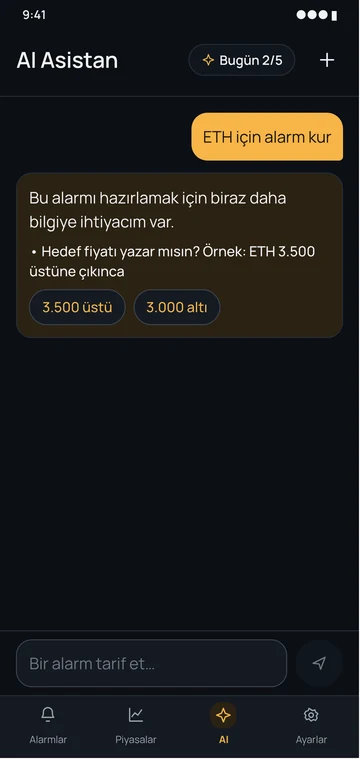 9:41
AI Asistan
Bugün 2/5
ETH için alarm kur
Bu alarmı hazırlamak için biraz daha
bilgiye ihtiyacım var.
• Hedef fiyatı yazar mısın? Örnek: ETH 3.500
üstüne çıkınca
3.500 üstü
3.000 altı
Bir alarm tarif et...
Alarmlar
Piyasalar
AI
Ayarlar